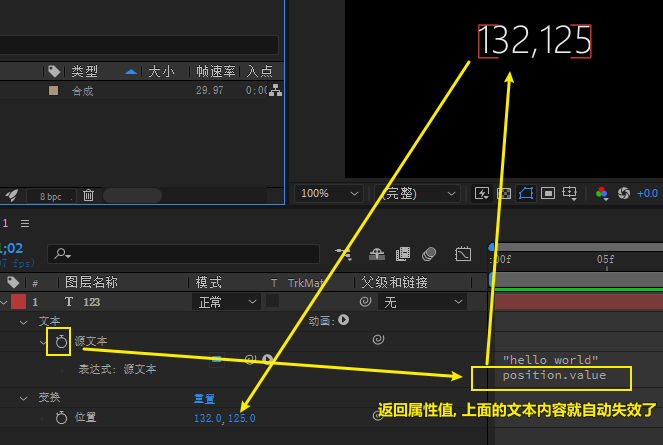 132,125
类型 大小 帧速率 入点
合成 29.97
8 bpc
100% (完整) +0.0
1
fps)
:00f 05f
# 图层名称 模式 T TrkMat 父级和链接
1 T 123 正常 无
文本 动画:
源文本
"hello world"
表达式: 源文本
position.value
变换 重置
返回属性值, 上面的文本内容就自动失效了
位置 132.0, 125.0